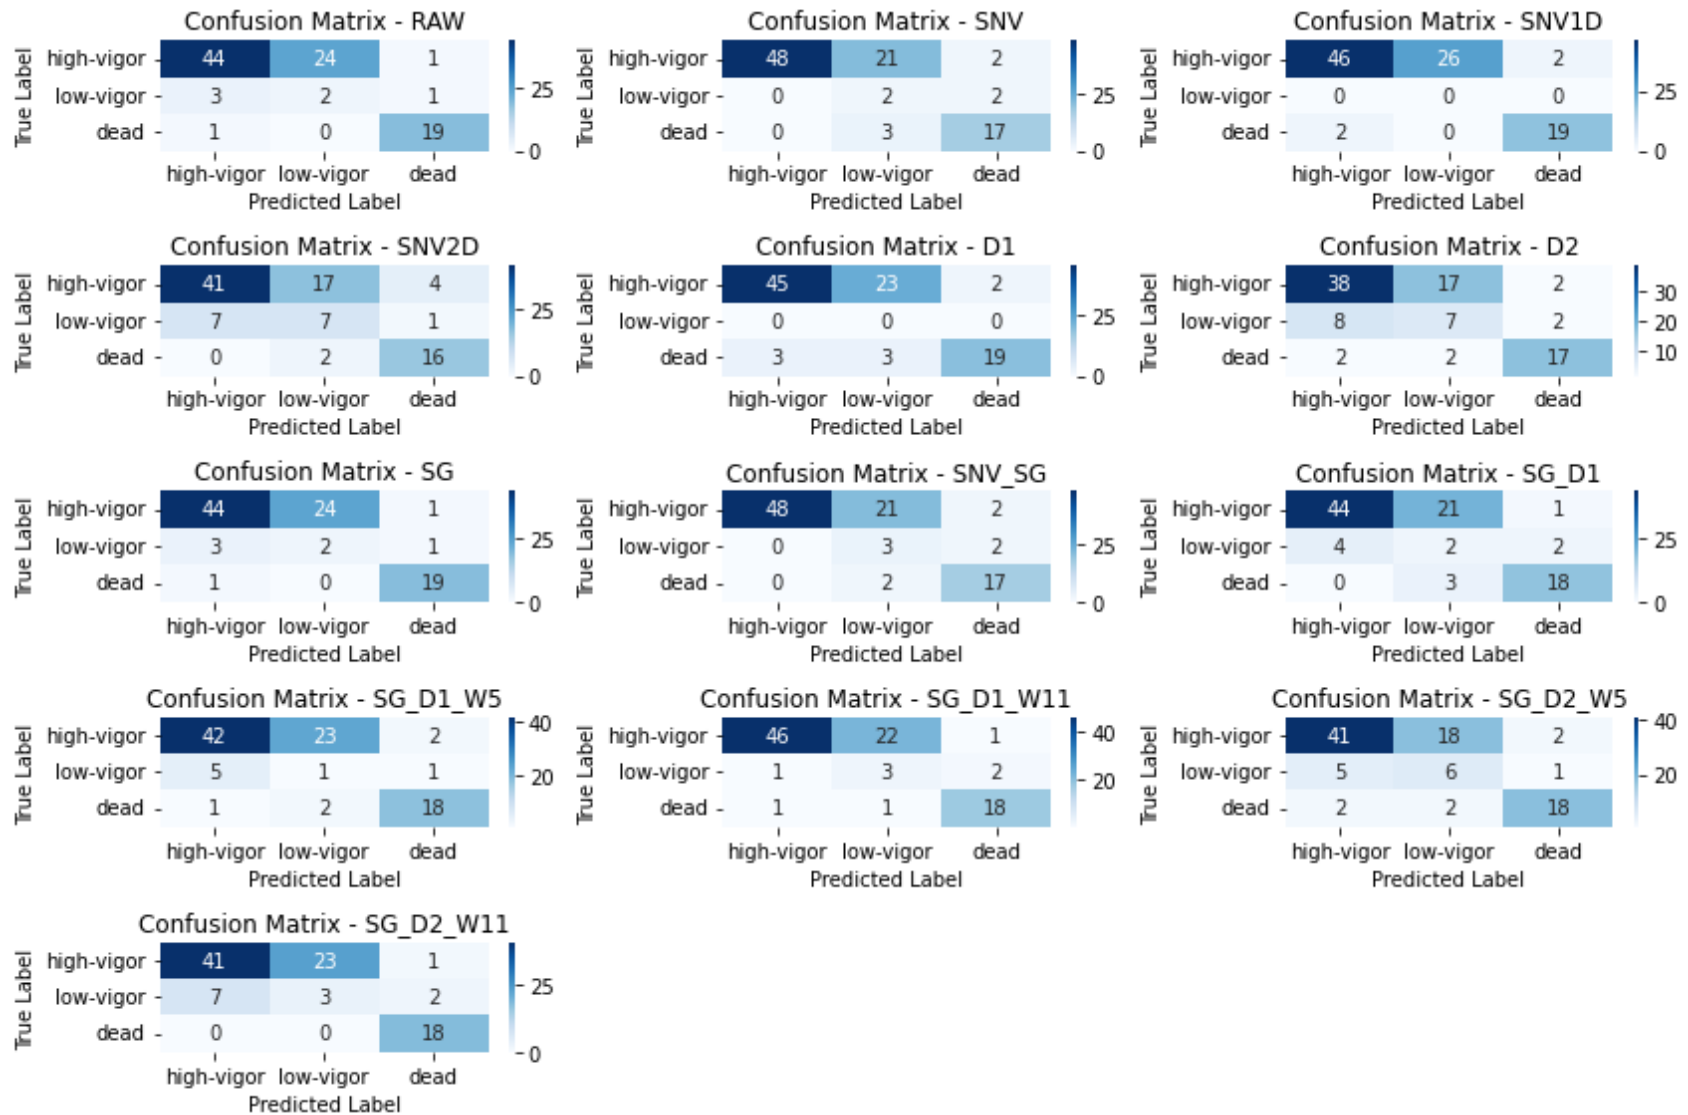 Confusion Matrix - RAW
True Label
high-vigor 44 24 1
low-vigor 3 2 1
dead 1 0 19
25
0
high-vigor low-vigor dead
Predicted Label
Confusion Matrix - SNV
True Label
high-vigor 48 21 2
low-vigor 0 2 2
dead 0 3 17
25
0
high-vigor low-vigor dead
Predicted Label
Confusion Matrix - SNV1D
True Label
high-vigor 46 26 2
low-vigor 0 0 0
dead 2 0 19
25
0
high-vigor low-vigor dead
Predicted Label
Confusion Matrix - SNV2D
True Label
high-vigor 41 17 4
low-vigor 7 7 1
dead 0 2 16
25
0
high-vigor low-vigor dead
Predicted Label
Confusion Matrix - D1
True Label
high-vigor 45 23 2
low-vigor 0 0 0
dead 3 3 19
25
0
high-vigor low-vigor dead
Predicted Label
Confusion Matrix - D2
True Label
high-vigor 38 17 2
low-vigor 8 7 2
dead 2 2 17
30
20
10
high-vigor low-vigor dead
Predicted Label
Confusion Matrix - SG
True Label
high-vigor 44 24 1
low-vigor 3 2 1
dead 1 0 19
25
0
high-vigor low-vigor dead
Predicted Label
Confusion Matrix - SNV_SG
True Label
high-vigor 48 21 2
low-vigor 0 3 2
dead 0 2 17
25
0
high-vigor low-vigor dead
Predicted Label
Confusion Matrix - SG_D1
True Label
high-vigor 44 21 1
low-vigor 4 2 2
dead 0 3 18
25
0
high-vigor low-vigor dead
Predicted Label
Confusion Matrix - SG_D1_W5
True Label
high-vigor 42 23 2
low-vigor 5 1 1
dead 1 2 18
40
20
high-vigor low-vigor dead
Predicted Label
Confusion Matrix - SG_D1_W11
True Label
high-vigor 46 22 1
low-vigor 1 3 2
dead 1 1 18
40
20
high-vigor low-vigor dead
Predicted Label
Confusion Matrix - SG_D2_W5
True Label
high-vigor 41 18 2
low-vigor 5 6 1
dead 2 2 18
40
20
high-vigor low-vigor dead
Predicted Label
Confusion Matrix - SG_D2_W11
True Label
high-vigor 41 23 1
low-vigor 7 3 2
dead 0 0 18
25
0
high-vigor low-vigor dead
Predicted Label